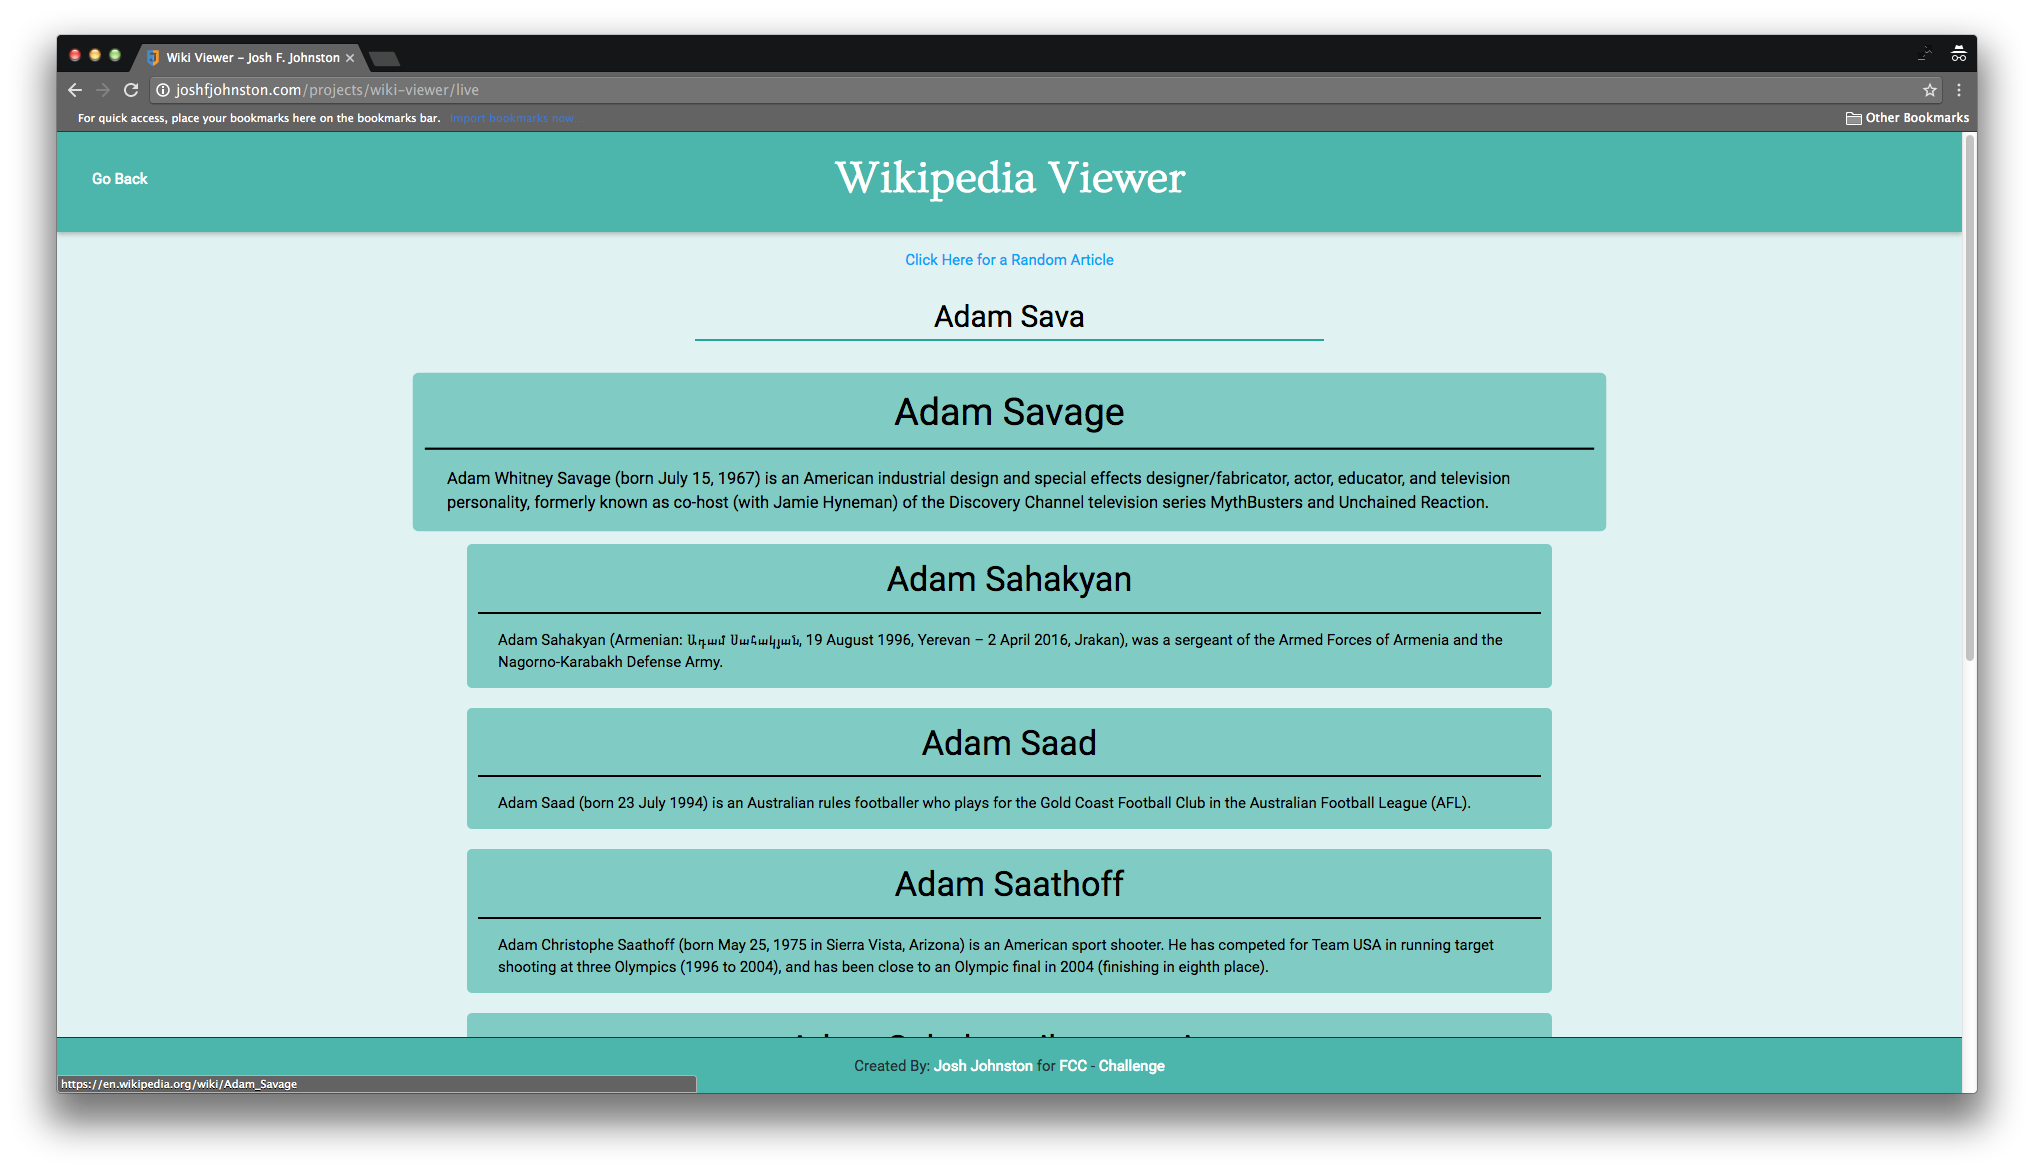 Wiki Viewer – Josh F. Johnston
joshfjohnston.com/projects/wiki-viewer/live
For quick access, place your bookmarks here on the bookmarks bar. Import bookmarks now...
Other Bookmarks
Go Back
Wikipedia Viewer
Click Here for a Random Article
Adam Sava
Adam Savage
Adam Whitney Savage (born July 15, 1967) is an American industrial design and special effects designer/fabricator, actor, educator, and television
personality, formerly known as co-host (with Jamie Hyneman) of the Discovery Channel television series MythBusters and Unchained Reaction.
Adam Sahakyan
Adam Sahakyan (Armenian: Ադամ Սահակյան, 19 August 1996, Yerevan – 2 April 2016, Jrakan), was a sergeant of the Armed Forces of Armenia and the
Nagorno-Karabakh Defense Army.
Adam Saad
Adam Saad (born 23 July 1994) is an Australian rules footballer who plays for the Gold Coast Football Club in the Australian Football League (AFL).
Adam Saathoff
Adam Christophe Saathoff (born May 25, 1975 in Sierra Vista, Arizona) is an American sport shooter. He has competed for Team USA in running target
shooting at three Olympics (1996 to 2004), and has been close to an Olympic final in 2004 (finishing in eighth place).
Created By: Josh Johnston for FCC - Challenge
https://en.wikipedia.org/wiki/Adam_Savage